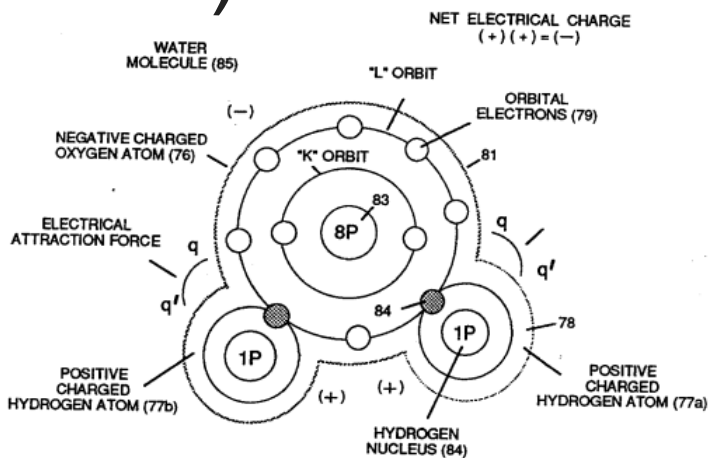 NET ELECTRICAL CHARGE
(+) (+) = (-)
WATER
MOLECULE (85)
"L" ORBIT
(-)
ORBITAL
ELECTRONS (79)
NEGATIVE CHARGED
OXYGEN ATOM (76)
"K" ORBIT
81
83
8P
ELECTRICAL
ATTRACTION FORCE
q
q'
q
q'
84
78
1P
1P
POSITIVE
CHARGED
HYDROGEN ATOM (77b)
(+)
(+)
POSITIVE
CHARGED
HYDROGEN ATOM (77a)
HYDROGEN
NUCLEUS (84)